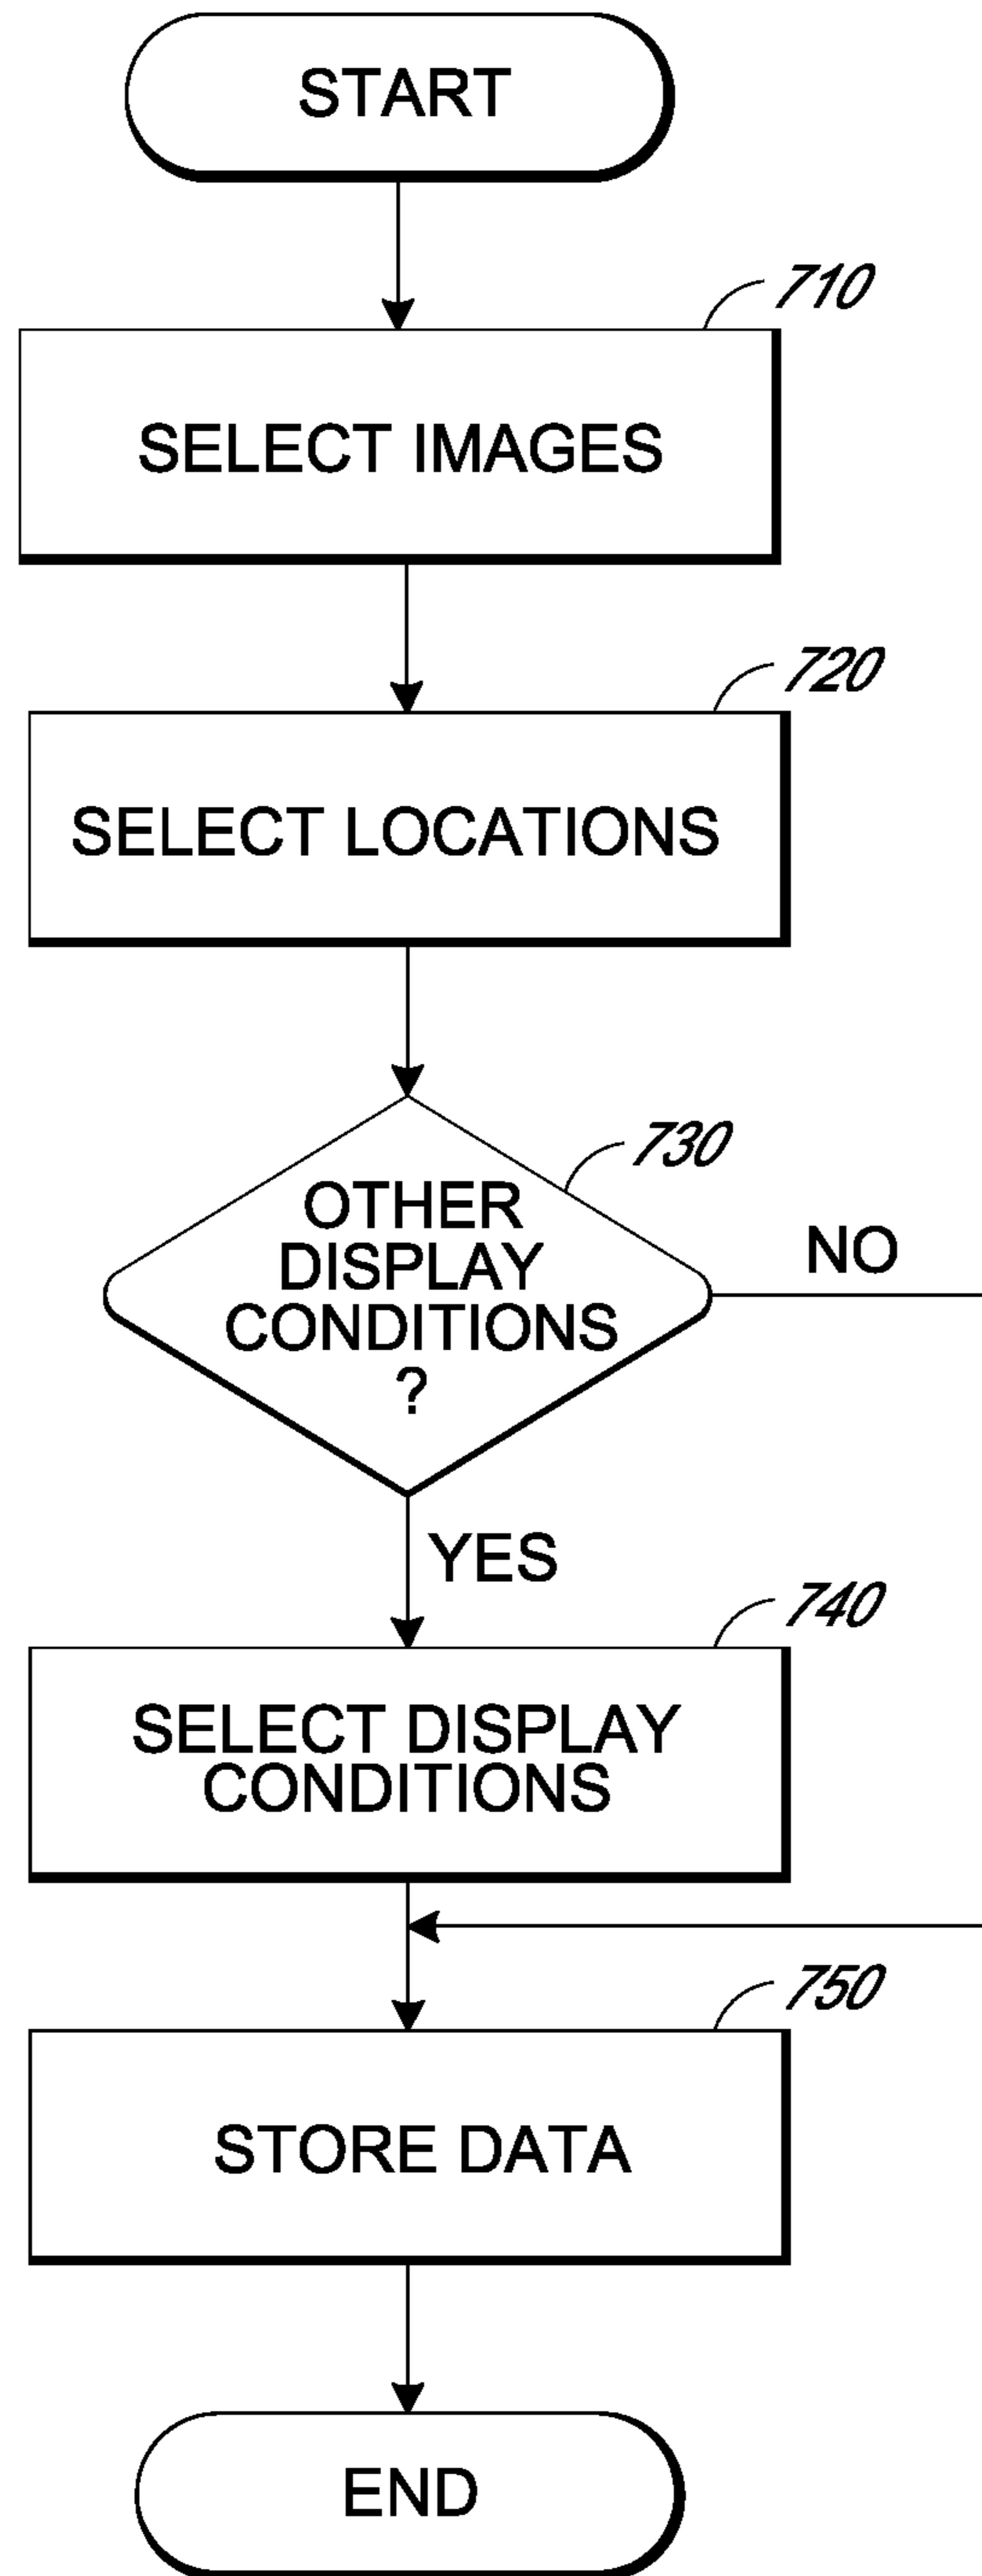 START
710
SELECT IMAGES
720
SELECT LOCATIONS
730
OTHER
DISPLAY
CONDITIONS
?
NO
YES
740
SELECT DISPLAY
CONDITIONS
750
STORE DATA
END